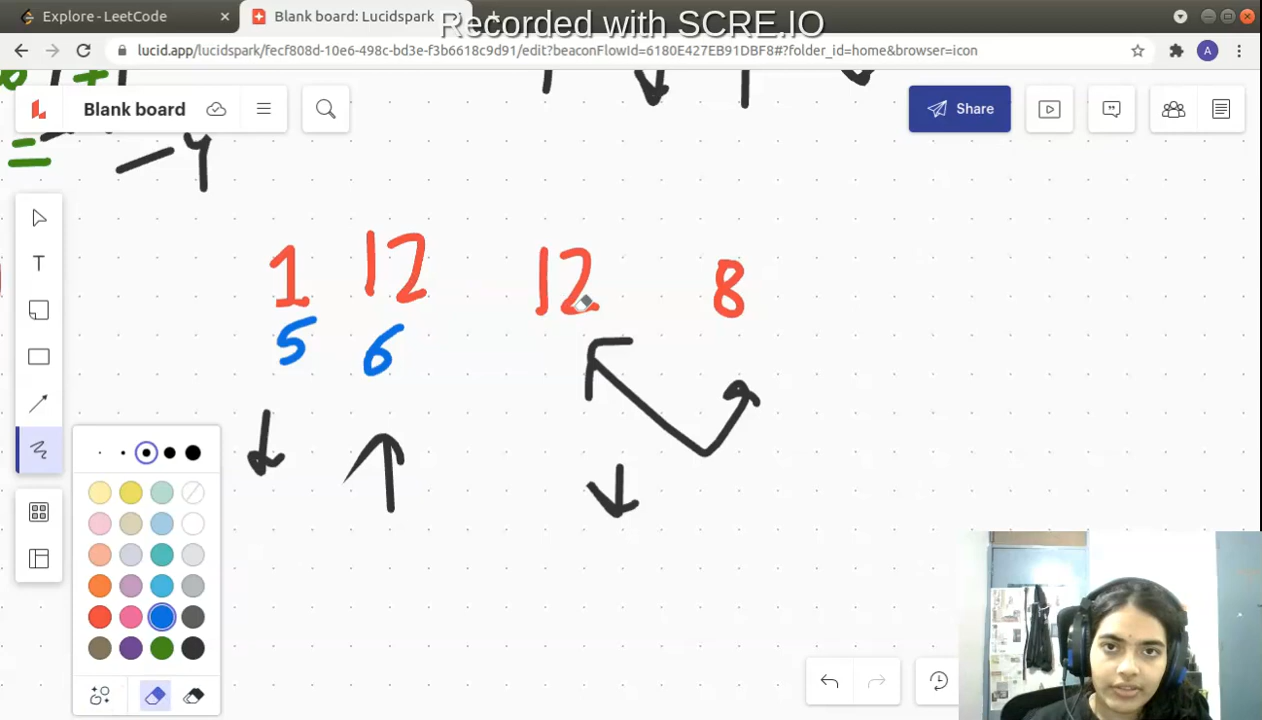 Explore - LeetCode
Blank board: Lucidspark
Recorded with SCRE.IO
lucid.app/lucidspark/fecf808d-10e6-498c-bd3e-f3b6618c9d91/edit?beaconFlowId=6180E427EB91DBF8#?folder_id=home&browser=icon
A
Blank board
Share
T
1 12 12 8
5 6